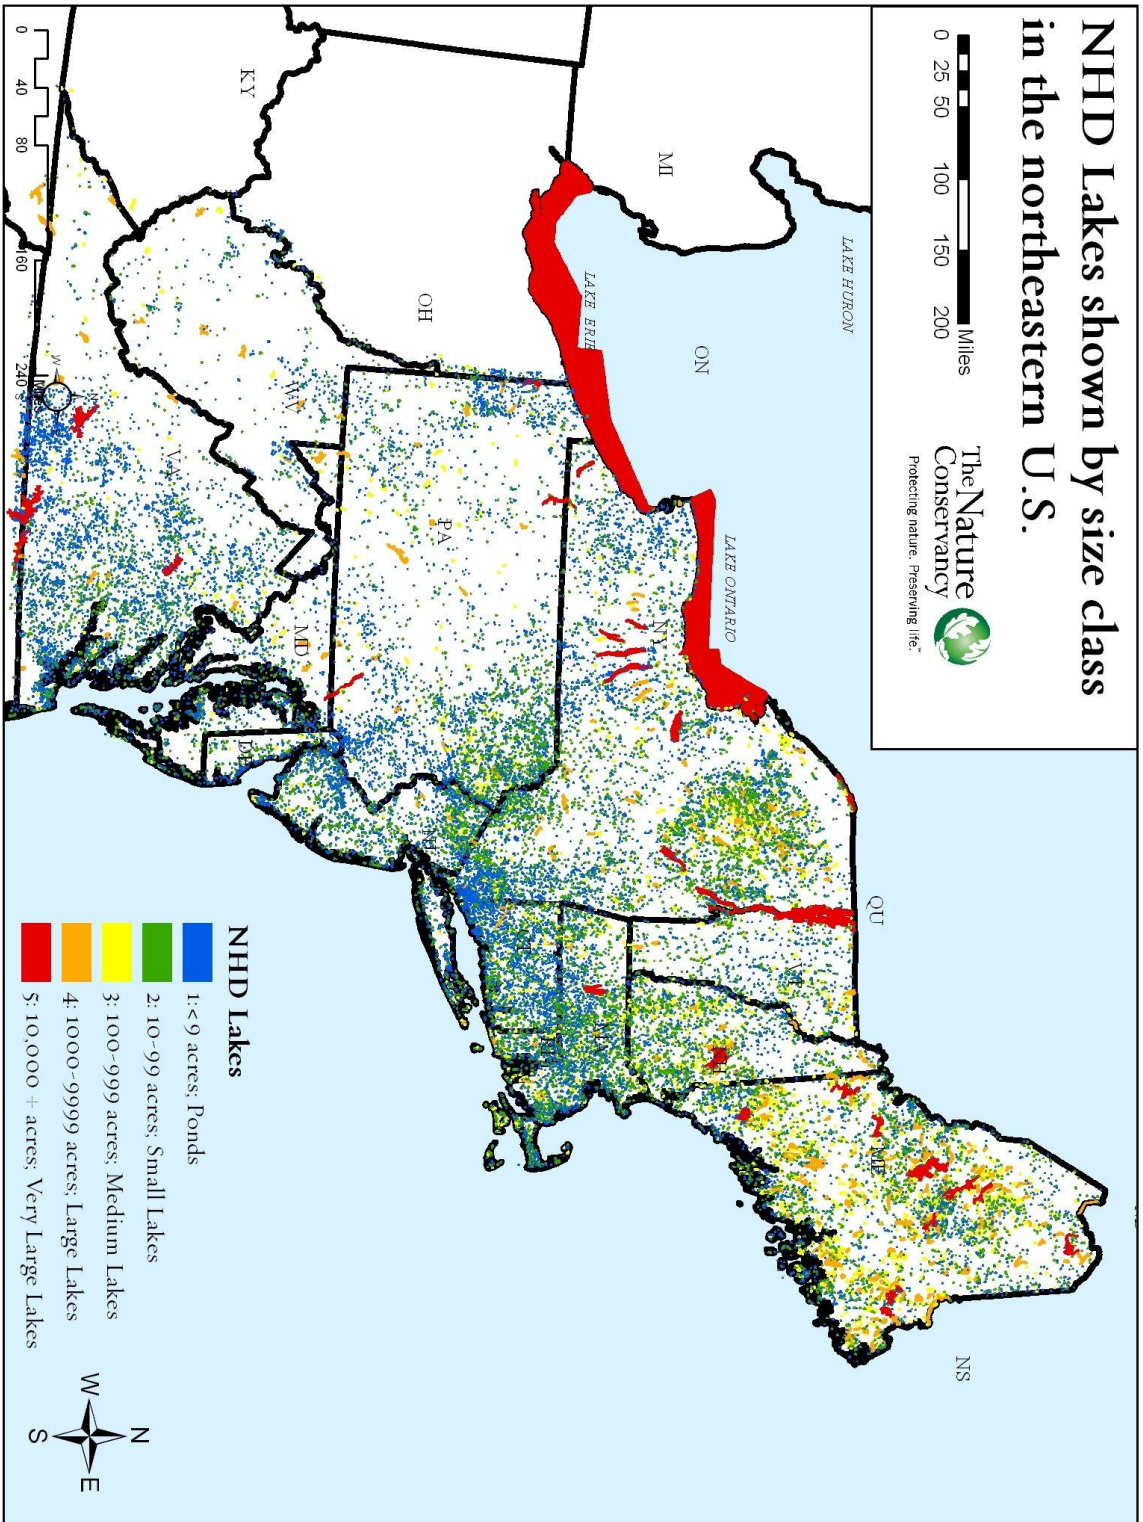 NHD Lakes shown by size class
in the northeastern U.S.
0 25 50 100 150 200
Miles
The Nature
Conservancy
Protecting nature. Preserving life.™
LAKE HURON
MI
ON
LAKE ERIE
LAKE ONTARIO
OH
KY
QU
NS
NY
VT
NH
ME
PA
NJ
MD
DE
WV
VA
0 40 80 160 240
Miles
NHD Lakes
1:<9 acres; Ponds
2: 10-99 acres; Small Lakes
3: 100-999 acres; Medium Lakes
4: 1000-9999 acres; Large Lakes
5: 10,000 + acres; Very Large Lakes
N
W E
S